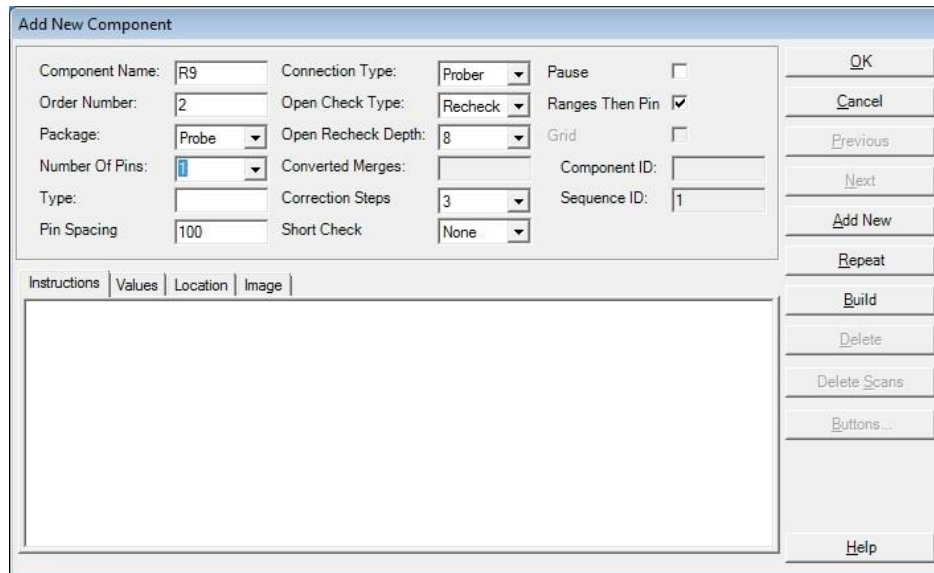 Add New Component
Component Name: R9 Connection Type: Prober Pause
Order Number: 2 Open Check Type: Recheck Ranges Then Pin
Package: Probe Open Recheck Depth: 8 Grid
Number Of Pins: 1 Converted Merges: Component ID:
Type: Correction Steps 3 Sequence ID: 1
Pin Spacing 100 Short Check None
OK
Cancel
Previous
Next
Add New
Repeat
Build
Delete
Delete Scans
Buttons...
Help
Instructions Values Location Image